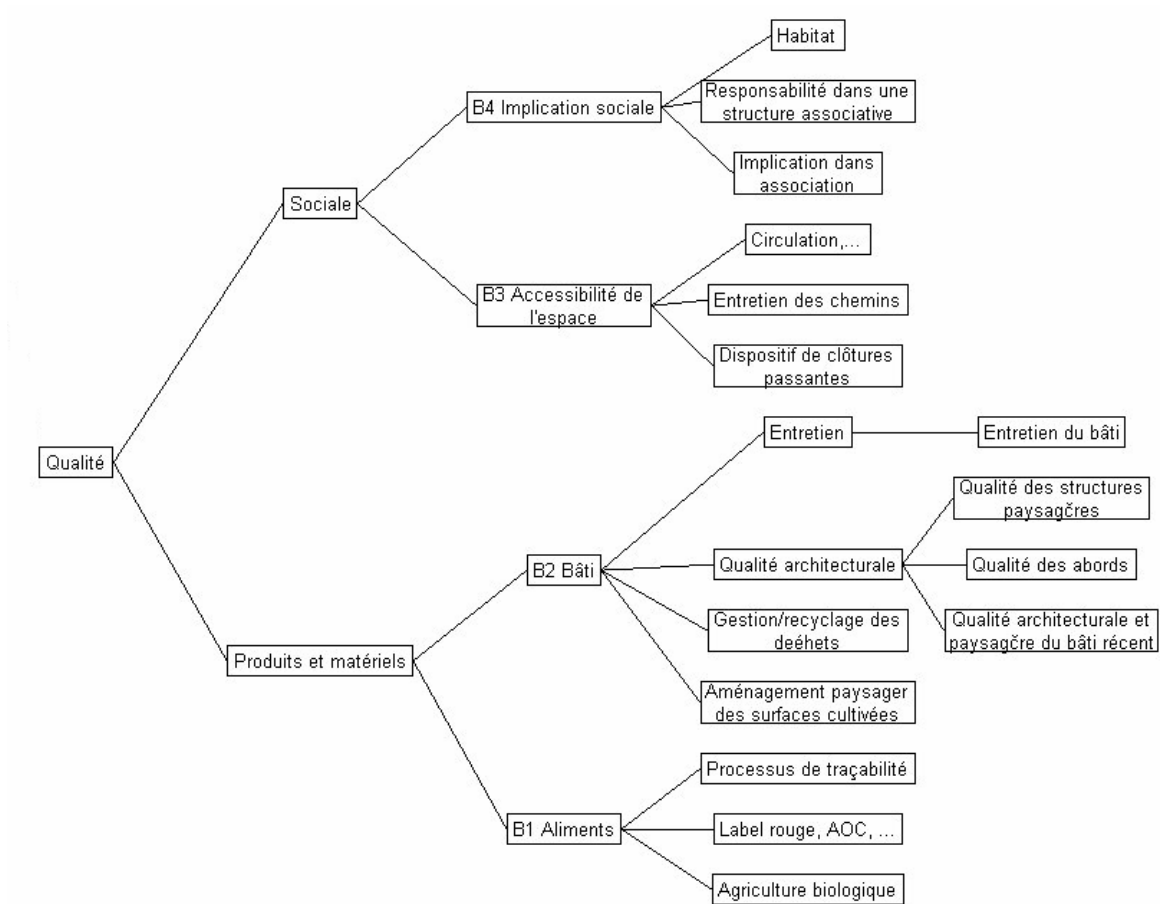 Habitat
Responsabilité dans une
structure associative
B4 Implication sociale
Implication dans
association
Sociale
Circulation,...
B3 Accessibilité de
l'espace
Entretien des chemins
Dispositif de clôtures
passantes
Qualité
Entretien
Entretien du bâti
Qualité des structures
paysagčres
B2 Bâti
Qualité architecturale
Qualité des abords
Gestion/recyclage des
deéhets
Qualité architecturale et
paysagčre du bâti récent
Produits et matériels
Aménagement paysager
des surfaces cultivées
Processus de traçabilité
B1 Aliments
Label rouge, AOC, ...
Agriculture biologique